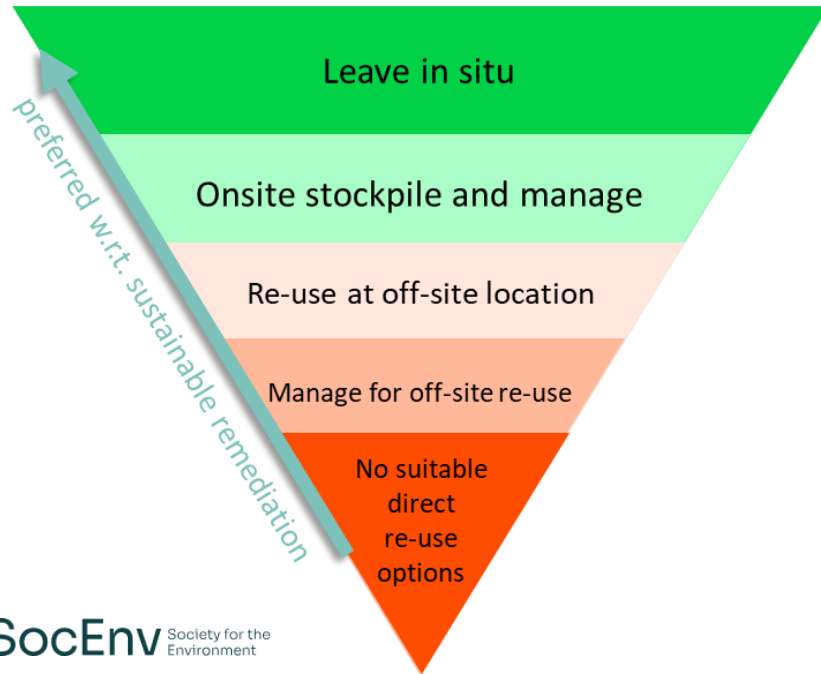 Leave in situ
Onsite stockpile and manage
Re-use at off-site location
Manage for off-site re-use
No suitable
direct
re-use
options
preferred w.r.t. sustainable remediation
SocEnv
Society for the
Environment